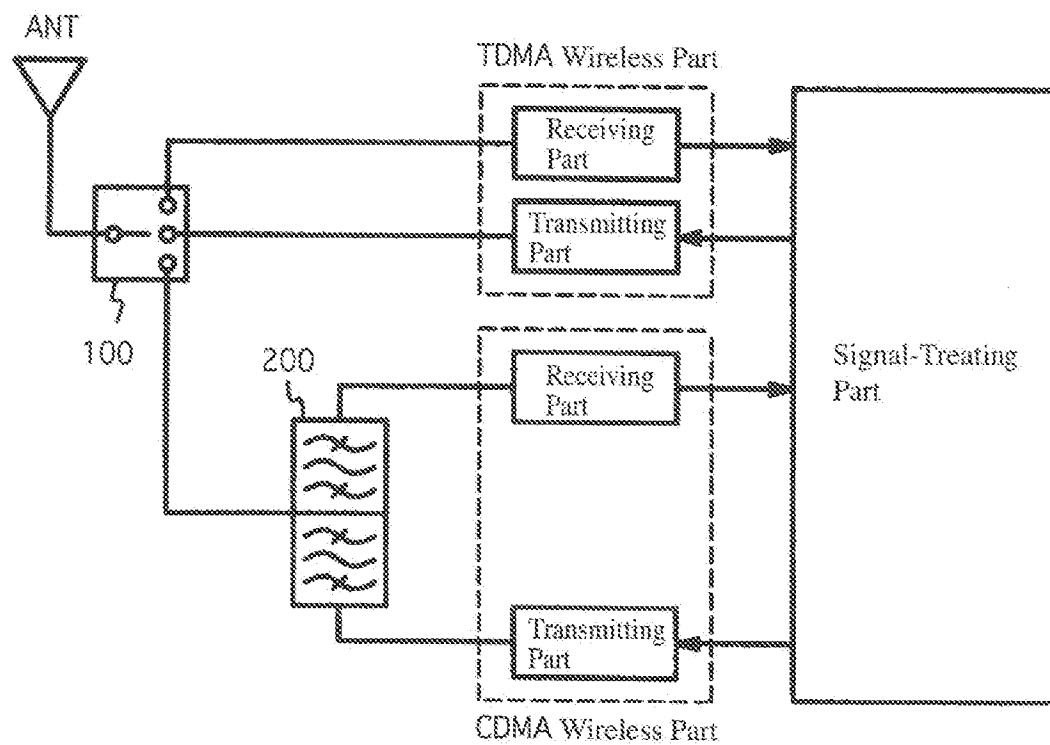 ANT
TDMA Wireless Part
Receiving
Part
Transmitting
Part
100
200
Receiving
Part
Signal-Treating
Part
Transmitting
Part
CDMA Wireless Part